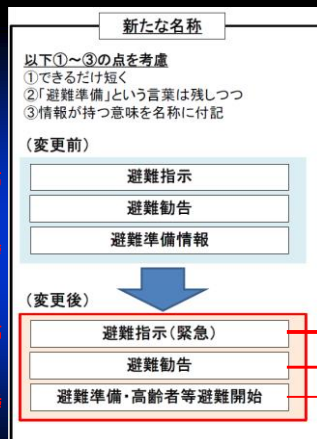 新たな名称
以下①～③の点を考慮
①できるだけ短く
②「避難準備」という言葉は残しつつ
③情報が持つ意味を名称に付記
（変更前）
避難指示
避難勧告
避難準備情報
（変更後）
避難指示（緊急）
避難勧告
避難準備・高齢者等避難開始